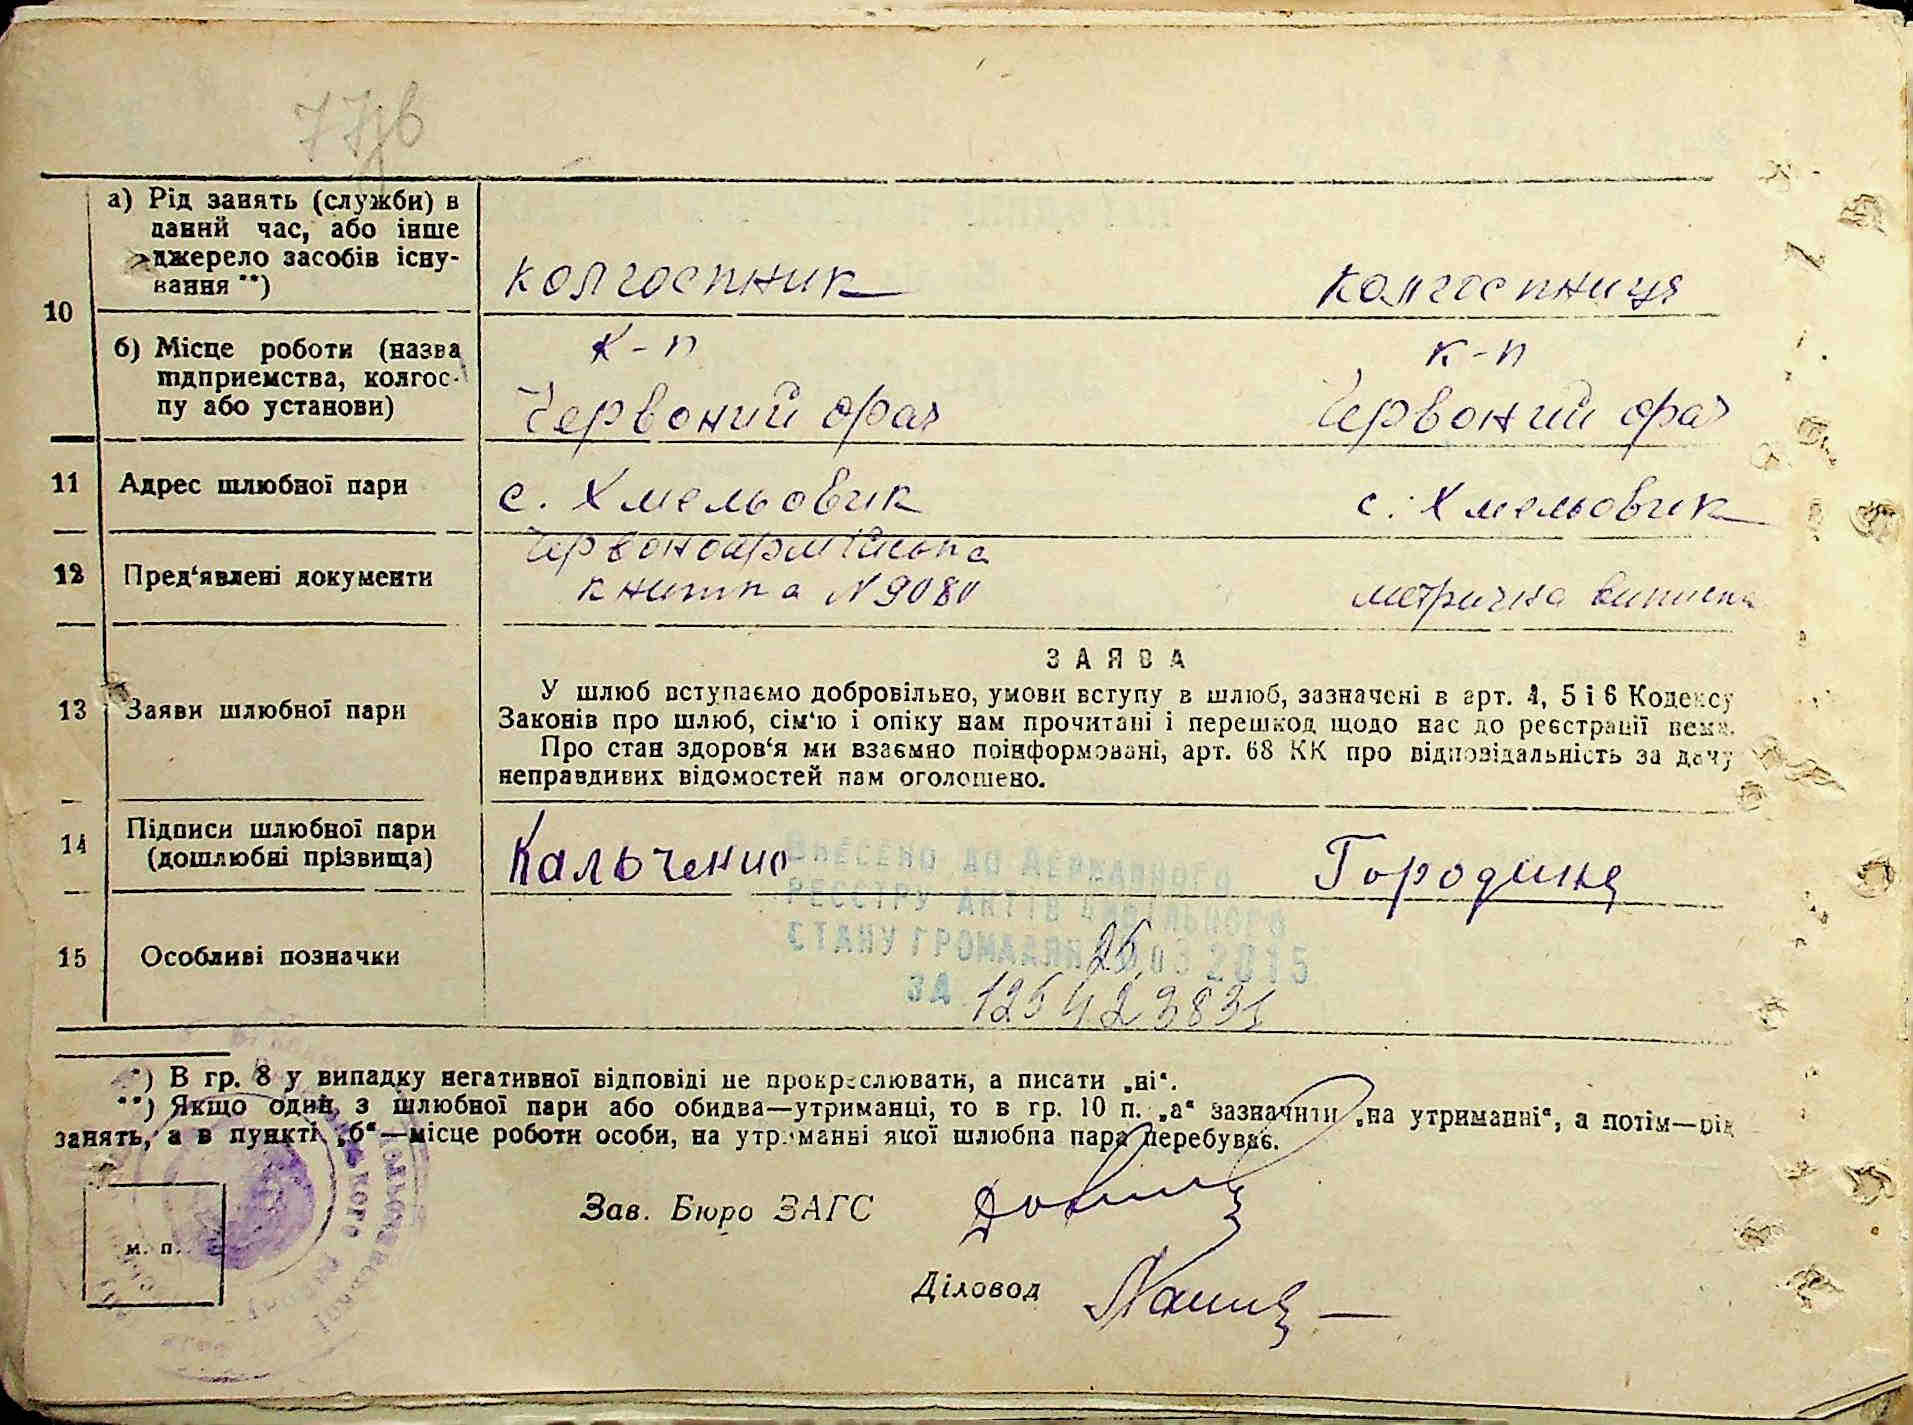 77зв
10
а) Рід занять (служби) в
даний час, або інше
джерело засобів існу-
вання **)
колгоспник
колгоспниця
б) Місце роботи (назва
підприємства, колгос-
пу або установи)
к-п
Червоний орач
к-п
Червоний орач
11
Адрес шлюбної пари
с. Хмельовик
с. Хмельовик
12
Пред'явлені документи
Червоноармійська
книжка № 9080
метрична виписка
13
Заяви шлюбної пари
ЗАЯВА
У шлюб вступаємо добровільно, умови вступу в шлюб, зазначені в арт. 4, 5 і 6 Кодексу
Законів про шлюб, сім'ю і опіку нам прочитані і перешкод щодо нас до реєстрації нема.
Про стан здоров'я ми взаємно поінформовані, арт. 68 КК про відповідальність за дачу
неправдивих відомостей нам оголошено.
14
Підписи шлюбної пари
(дошлюбні прізвища)
Кальченко
Городиня
15
Особливі позначки
Внесено до Державного
реєстру актів цивільного
стану громадян 25 03 2015
за 125423831
*) В гр. 8 у випадку негативної відповіді не прокреслювати, а писати „ні“.
**) Якщо один з шлюбної пари або обидва—утриманці, то в гр. 10 п. „а“ зазначити „на утриманні“, а потім—рід
занять, а в пункті „б“—місце роботи особи, на утриманні якої шлюбна пара перебуває.
Зав. Бюро ЗАГС
Діловод
м. п.